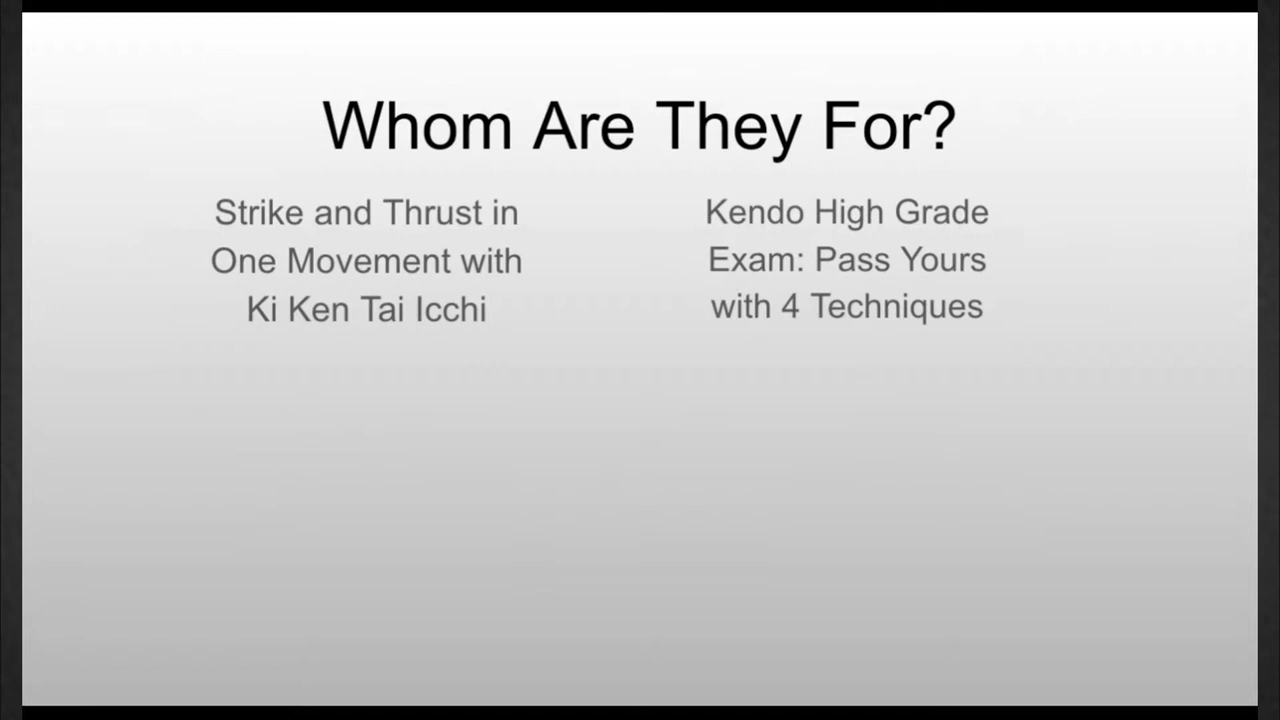 Whom Are They For?
Strike and Thrust in
One Movement with
Ki Ken Tai Icchi
Kendo High Grade
Exam: Pass Yours
with 4 Techniques